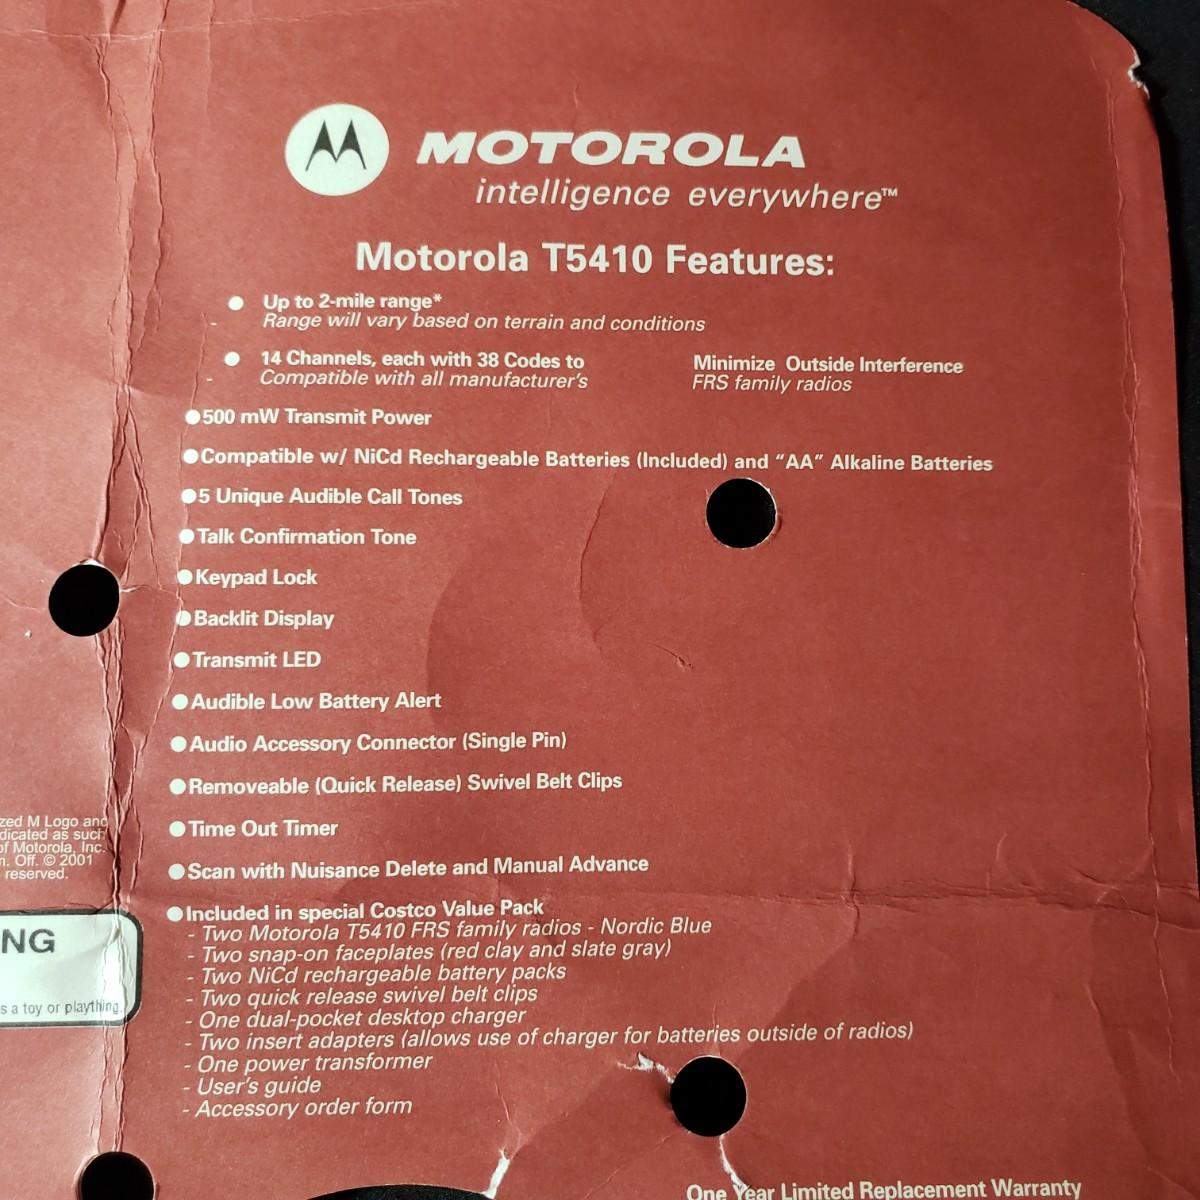 MOTOROLA
intelligence everywhere™
Motorola T5410 Features:
● Up to 2-mile range*
- Range will vary based on terrain and conditions
● 14 Channels, each with 38 Codes to Minimize Outside Interference
- Compatible with all manufacturer's FRS family radios
●500 mW Transmit Power
●Compatible w/ NiCd Rechargeable Batteries (Included) and "AA" Alkaline Batteries
●5 Unique Audible Call Tones
●Talk Confirmation Tone
●Keypad Lock
●Backlit Display
●Transmit LED
●Audible Low Battery Alert
●Audio Accessory Connector (Single Pin)
●Removeable (Quick Release) Swivel Belt Clips
●Time Out Timer
●Scan with Nuisance Delete and Manual Advance
●Included in special Costco Value Pack
- Two Motorola T5410 FRS family radios - Nordic Blue
- Two snap-on faceplates (red clay and slate gray)
- Two NiCd rechargeable battery packs
- Two quick release swivel belt clips
- One dual-pocket desktop charger
- Two insert adapters (allows use of charger for batteries outside of radios)
- One power transformer
- User's guide
- Accessory order form
One Year Limited Replacement Warranty
zed M Logo and
dicated as such
of Motorola, Inc.
Off. © 2001
reserved.
NG
s a toy or plaything.